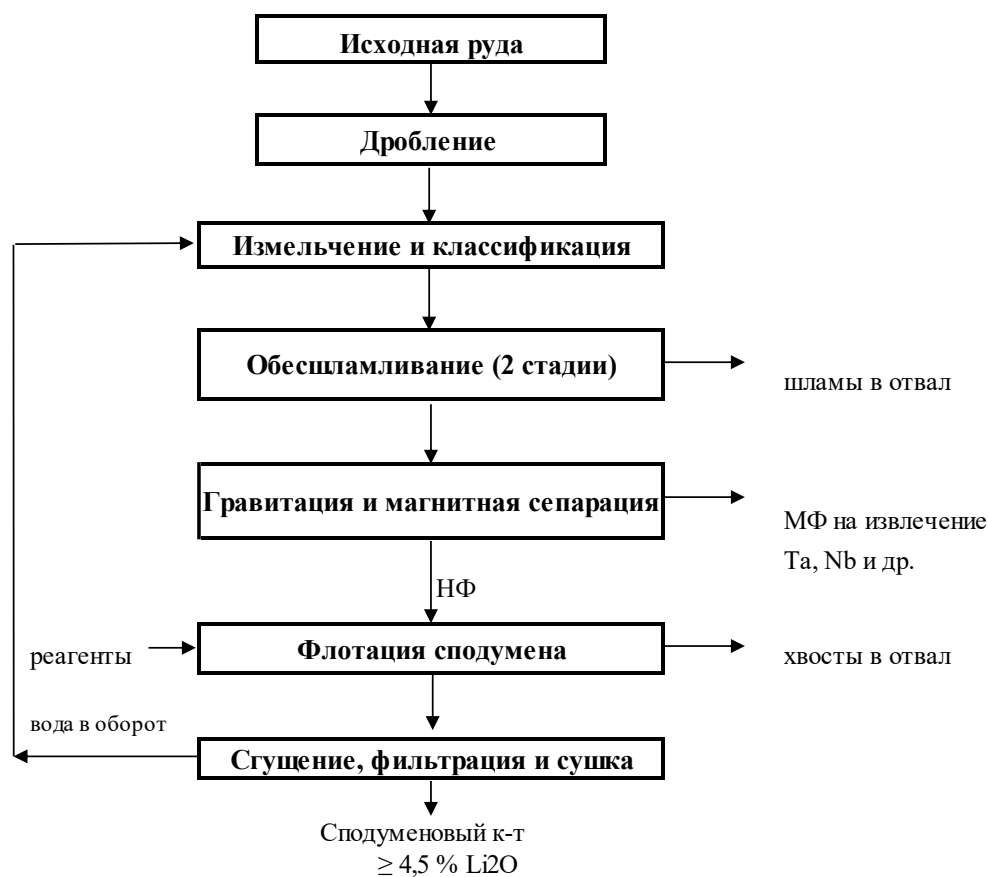 Исходная руда
Дробление
Измельчение и классификация
Обесшламливание (2 стадии)
шламы в отвал
Гравитация и магнитная сепарация
МФ на извлечение
Ta, Nb и др.
НФ
реагенты
Флотация сподумена
хвосты в отвал
вода в оборот
Сгущение, фильтрация и сушка
Сподуменовый к-т
≥ 4,5 % Li2O